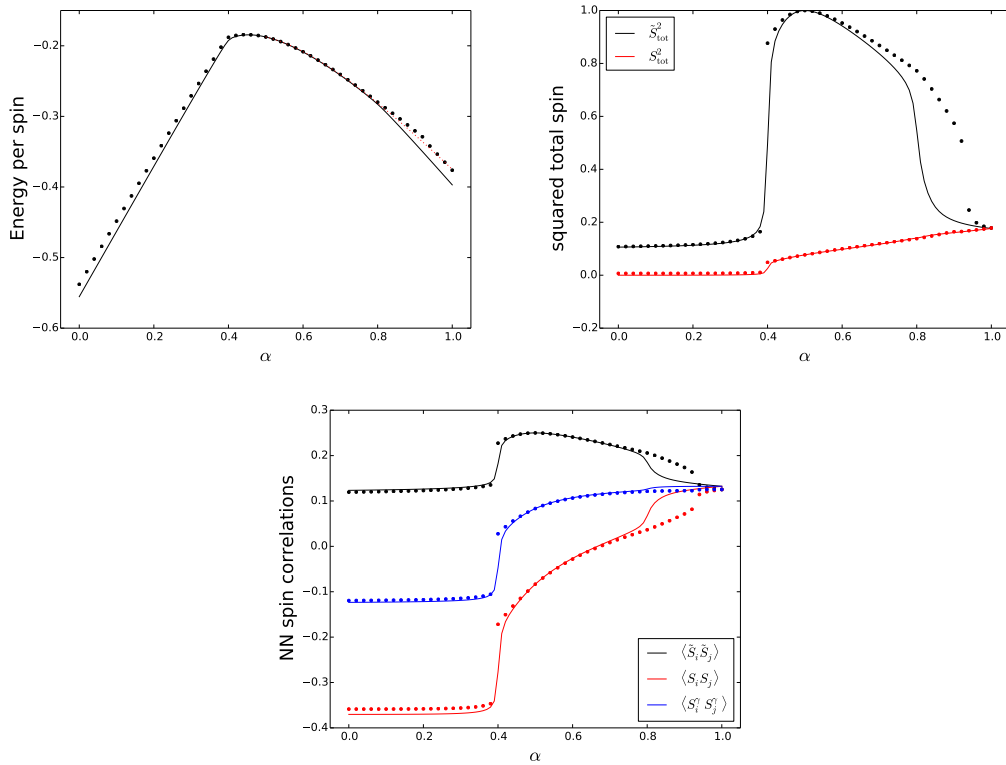 Energy per spin
−0.2
−0.3
−0.4
−0.5
−0.6
0.0 0.2 0.4 0.6 0.8 1.0
α
squared total spin
1.0
0.8
0.6
0.4
0.2
0.0
−0.2
S̃²tot
S²tot
0.0 0.2 0.4 0.6 0.8 1.0
α
NN spin correlations
0.3
0.2
0.1
0.0
−0.1
−0.2
−0.3
−0.4
⟨S̃ᵢS̃ⱼ⟩
⟨SᵢSⱼ⟩
⟨Sᵢᵞ Sⱼᵞ⟩
0.0 0.2 0.4 0.6 0.8 1.0
α